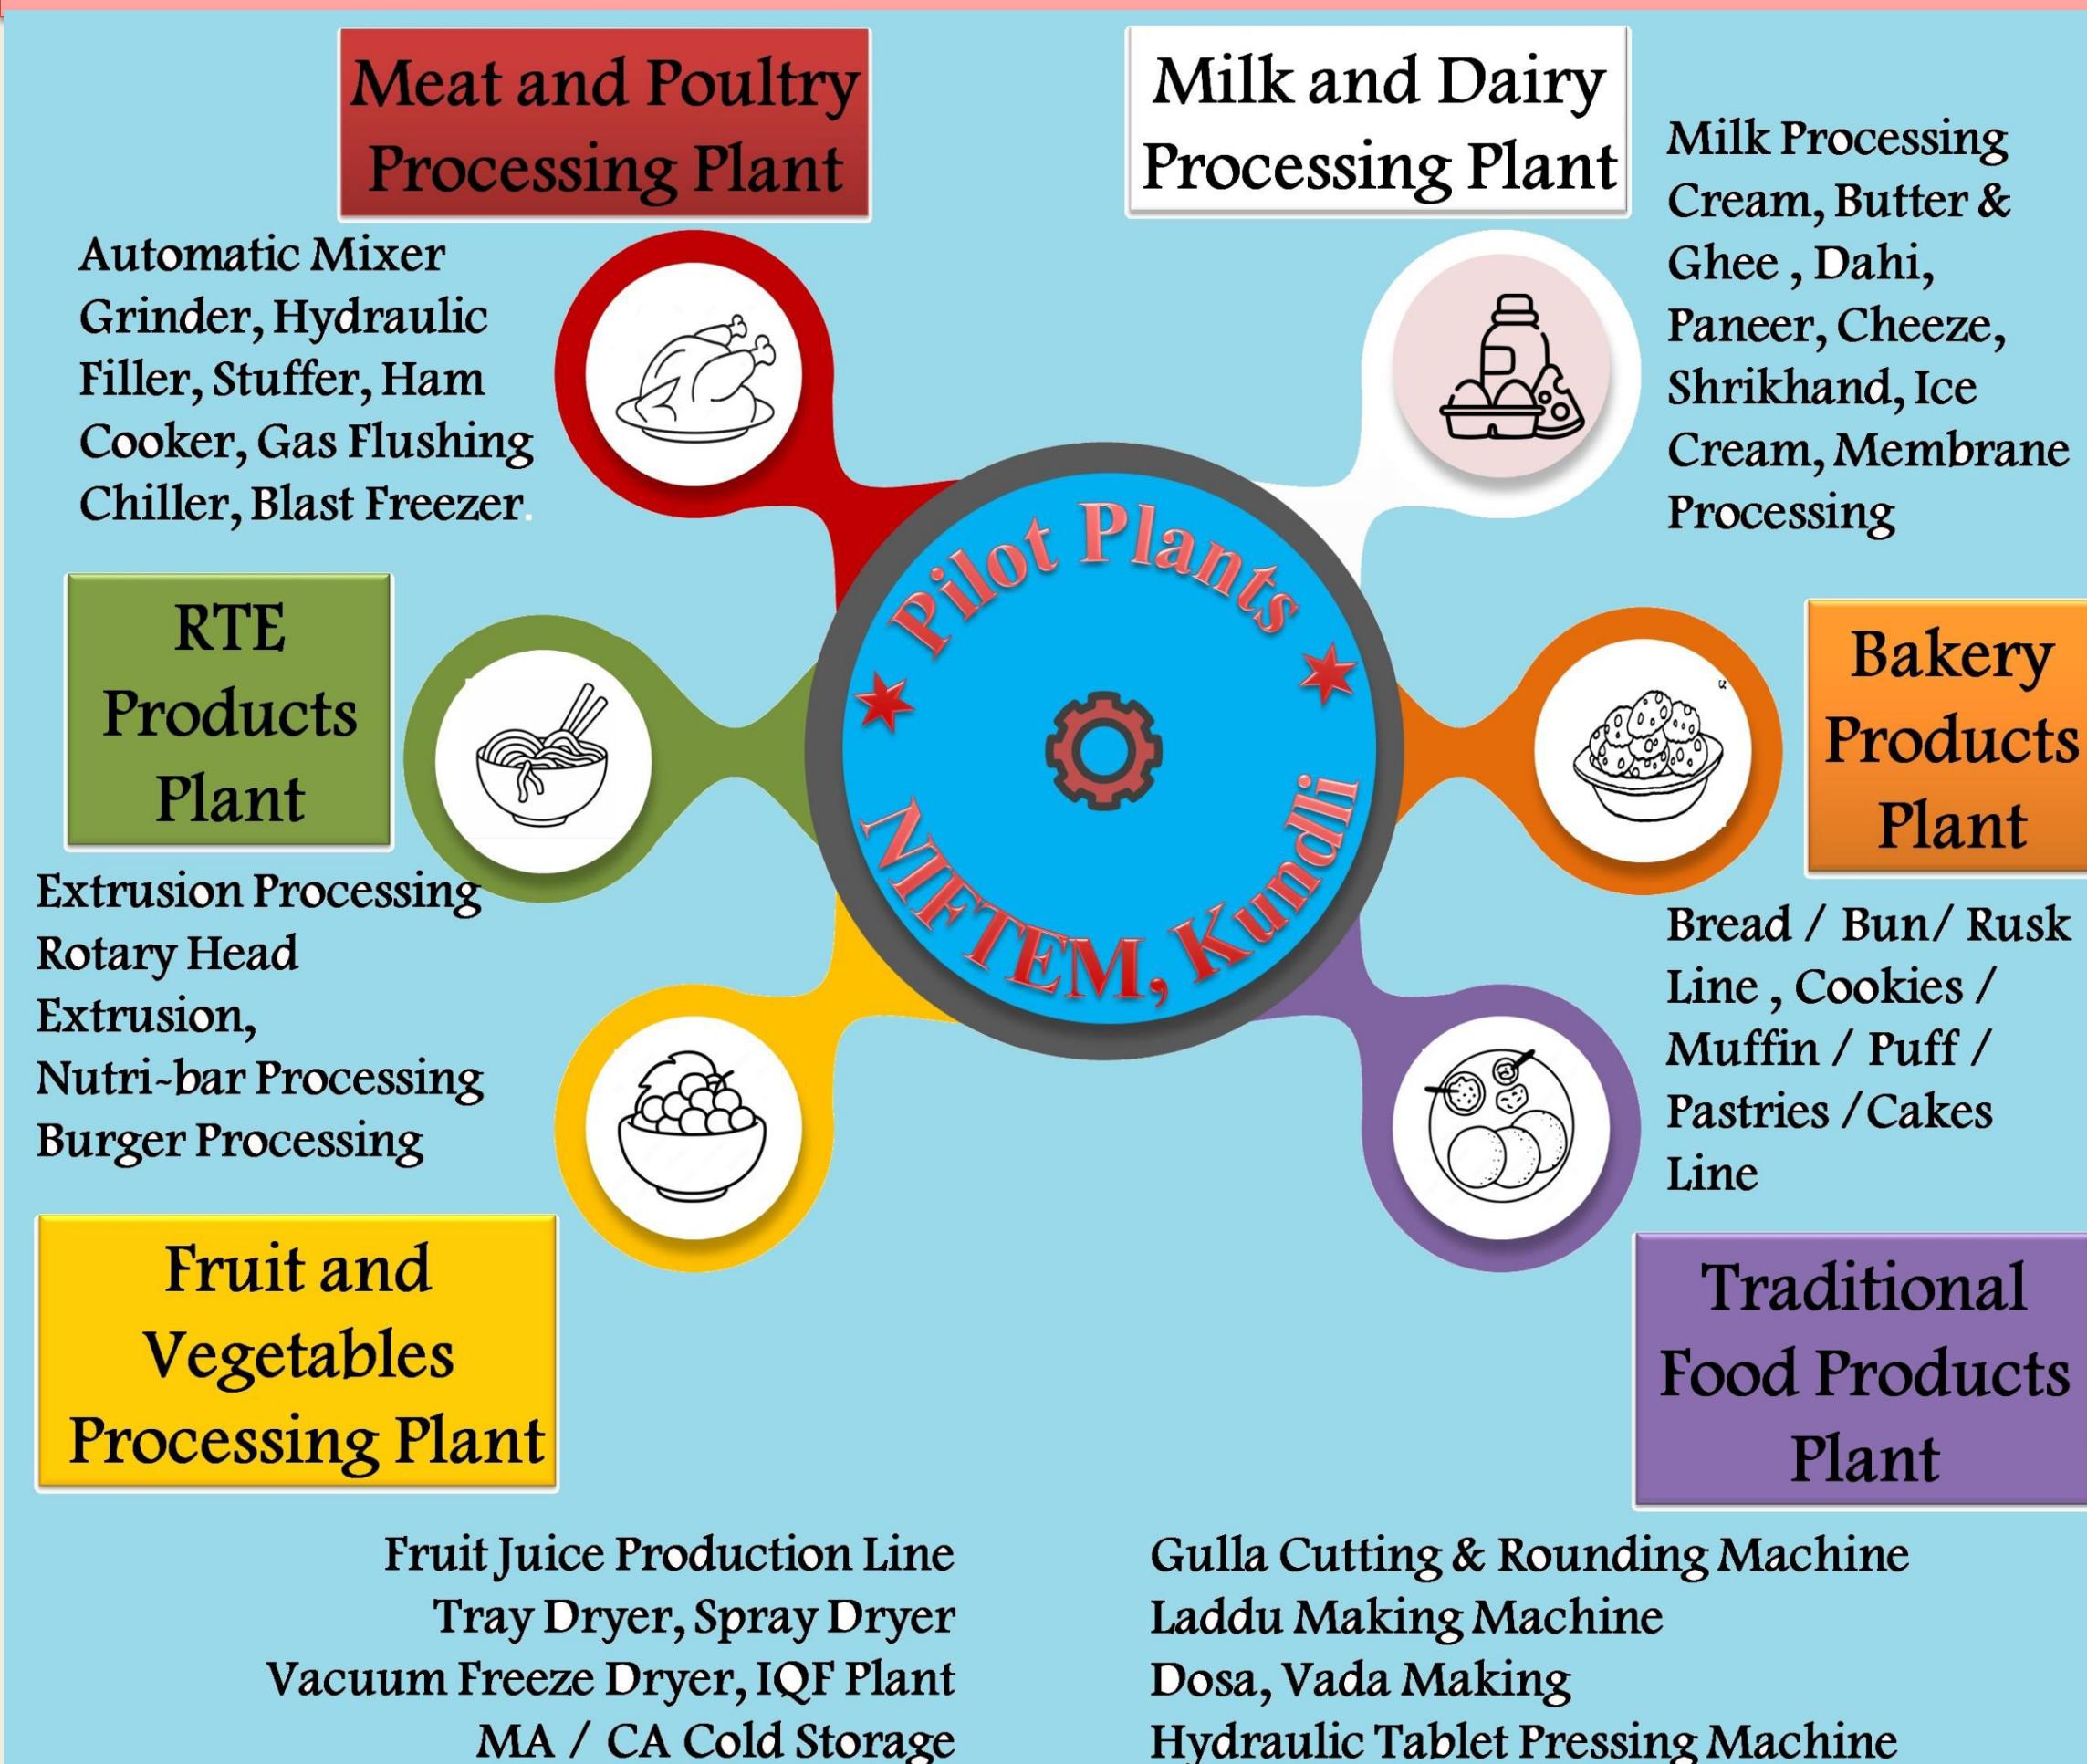 Meat and Poultry
Processing Plant
Automatic Mixer
Grinder, Hydraulic
Filler, Stuffer, Ham
Cooker, Gas Flushing
Chiller, Blast Freezer.
Milk and Dairy
Processing Plant
Milk Processing
Cream, Butter &
Ghee , Dahi,
Paneer, Cheeze,
Shrikhand, Ice
Cream, Membrane
Processing
Pilot Plants
NIFTEM, Kundli
RTE
Products
Plant
Extrusion Processing
Rotary Head
Extrusion,
Nutri-bar Processing
Burger Processing
Bakery
Products
Plant
Bread / Bun/ Rusk
Line , Cookies /
Muffin / Puff /
Pastries /Cakes
Line
Fruit and
Vegetables
Processing Plant
Fruit Juice Production Line
Tray Dryer, Spray Dryer
Vacuum Freeze Dryer, IQF Plant
MA / CA Cold Storage
Traditional
Food Products
Plant
Gulla Cutting & Rounding Machine
Laddu Making Machine
Dosa, Vada Making
Hydraulic Tablet Pressing Machine